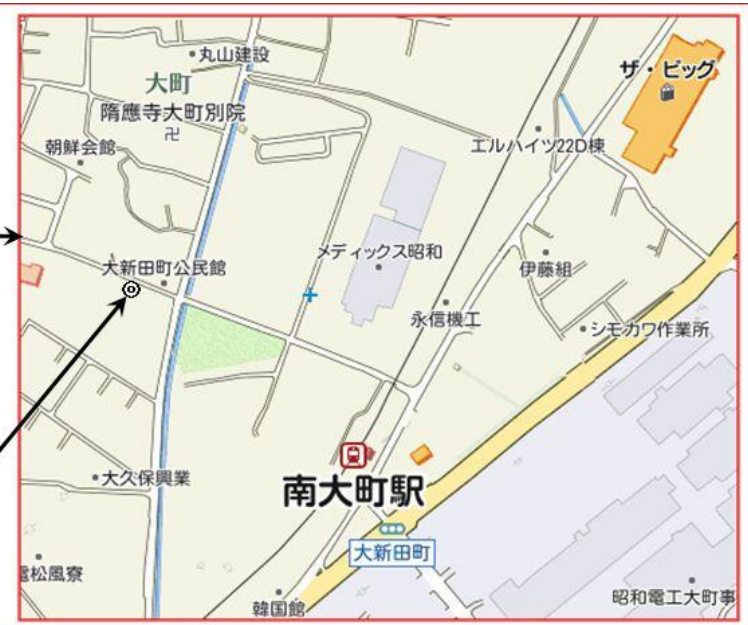 丸山建設
ザ・ビッグ
大町
隋應寺大町別院
朝鮮会館
エルハイツ22D棟
メディックス昭和
大新田町公民館
伊藤組
永信機工
シモカワ作業所
大久保興業
南大町駅
大新田町
松風寮
韓国館
昭和電工大町事